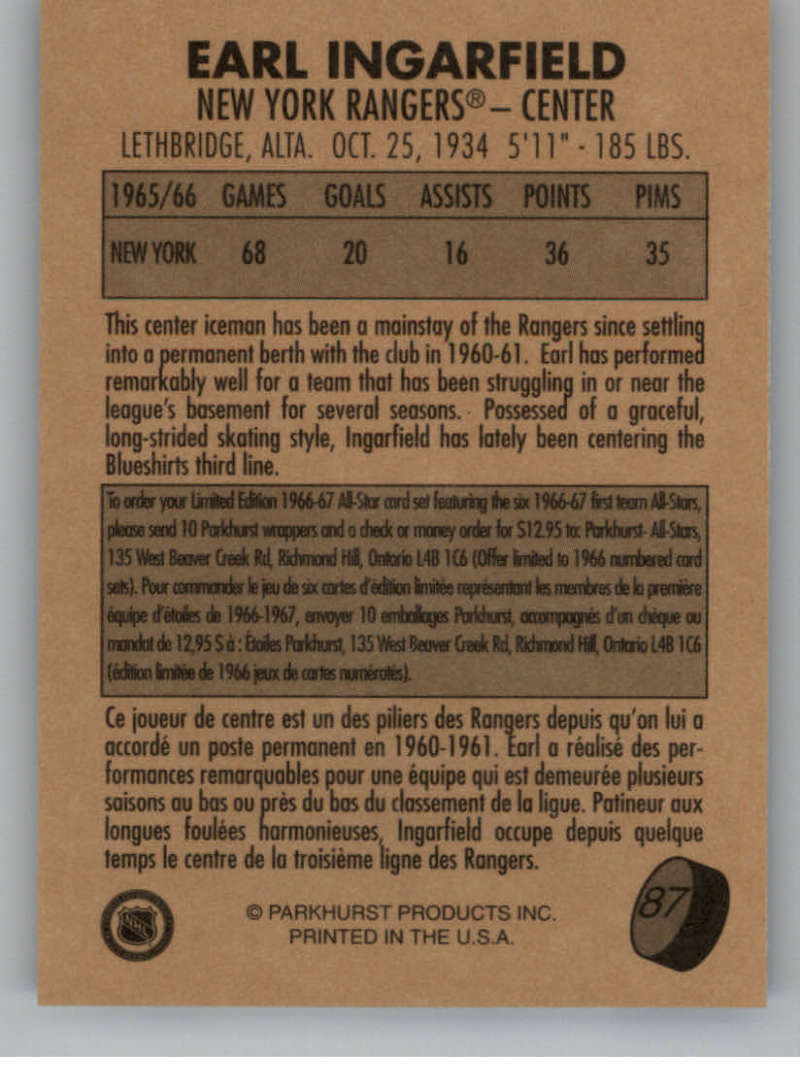 EARL INGARFIELD
NEW YORK RANGERS® – CENTER
LETHBRIDGE, ALTA. OCT. 25, 1934 5'11" - 185 LBS.
1965/66 GAMES GOALS ASSISTS POINTS PIMS
NEW YORK 68 20 16 36 35
This center iceman has been a mainstay of the Rangers since settling
into a permanent berth with the club in 1960-61. Earl has performed
remarkably well for a team that has been struggling in or near the
league's basement for several seasons. Possessed of a graceful,
long-strided skating style, Ingarfield has lately been centering the
Blueshirts third line.
To order your Limited Edition 1966-67 All-Star card set featuring the six 1966-67 first team All-Stars,
please send 10 Parkhurst wrappers and a check or money order for $12.95 to: Parkhurst- All-Stars,
135 West Beaver Creek Rd, Richmond Hill, Ontario L4B 1C6 (Offer limited to 1966 numbered card
sets). Pour commander le jeu de six cartes d'édition limitée représentant les membres de la première
équipe d'étoiles de 1966-1967, envoyer 10 emballages Parkhurst, accompagnés d'un chèque ou
mandat de 12,95 $ à : Étoiles Parkhurst, 135 West Beaver Creek Rd, Richmond Hill, Ontario L4B 1C6
(édition limitée de 1966 jeux de cartes numérotés).
Ce joueur de centre est un des piliers des Rangers depuis qu'on lui a
accordé un poste permanent en 1960-1961. Earl a réalisé des per-
formances remarquables pour une équipe qui est demeurée plusieurs
saisons au bas ou près du bas du classement de la ligue. Patineur aux
longues foulées harmonieuses, Ingarfield occupe depuis quelque
temps le centre de la troisième ligne des Rangers.
87
© PARKHURST PRODUCTS INC.
PRINTED IN THE U.S.A.